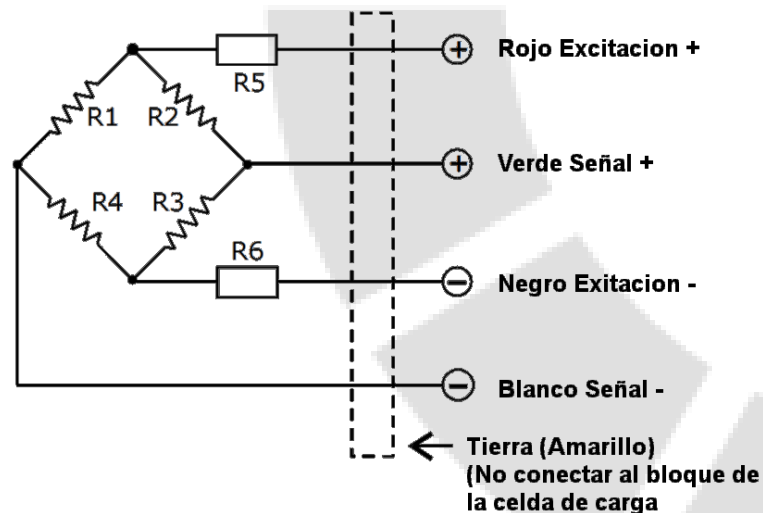 Rojo Excitacion +
R5
R1
R2
Verde Señal +
R4
R3
R6
Negro Exitacion -
Blanco Señal -
Tierra (Amarillo)
(No conectar al bloque de
la celda de carga